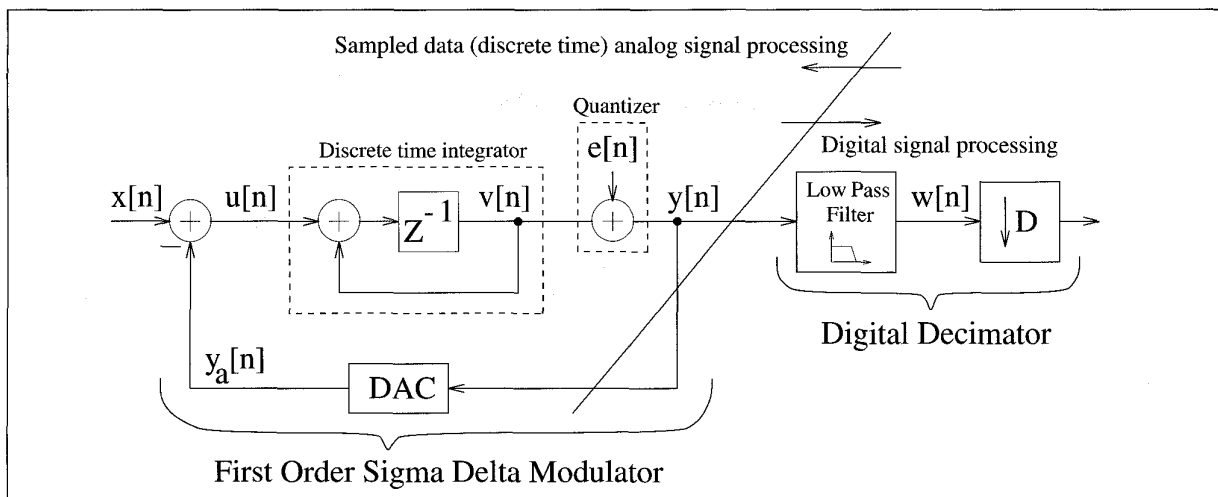 Sampled data (discrete time) analog signal processing
Quantizer
Digital signal processing
Discrete time integrator
e[n]
x[n]
u[n]
v[n]
y[n]
Low Pass
Filter
w[n]
+
+
Z^-1
+
D
−
Digital Decimator
y_a[n]
DAC
First Order Sigma Delta Modulator